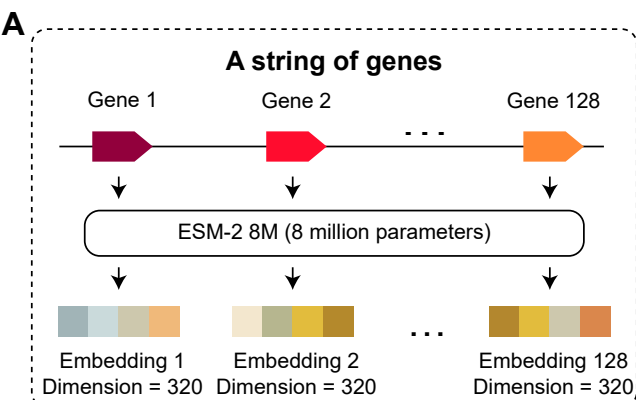 A
A string of genes
Gene 1 Gene 2 Gene 128
. . .
ESM-2 8M (8 million parameters)
. . .
Embedding 1 Embedding 2 Embedding 128
Dimension = 320 Dimension = 320 Dimension = 320